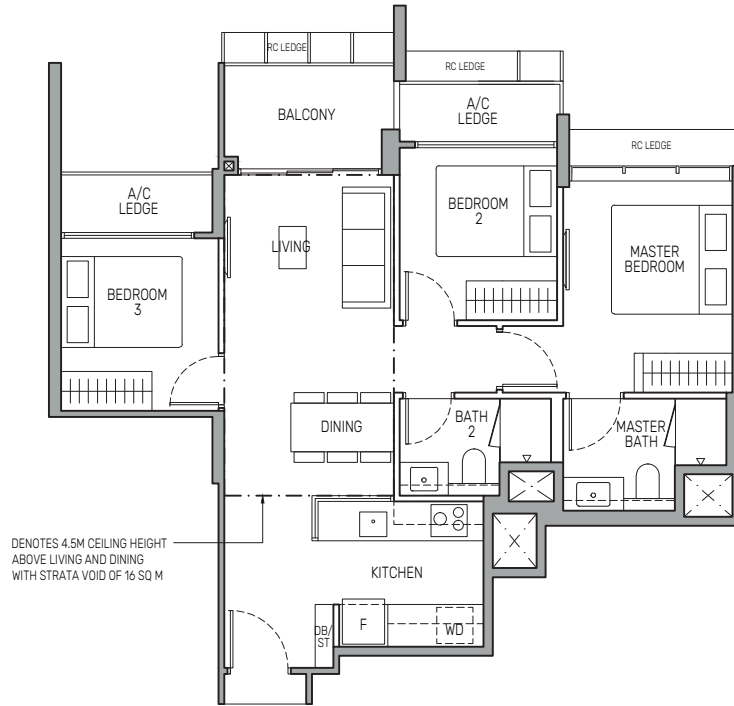 RC LEDGE
RC LEDGE
A/C
LEDGE
BALCONY
RC LEDGE
A/C
LEDGE
BEDROOM
2
LIVING
MASTER
BEDROOM
BEDROOM
3
DINING
BATH
2
MASTER
BATH
DENOTES 4.5M CEILING HEIGHT
ABOVE LIVING AND DINING
WITH STRATA VOID OF 16 SQ M
KITCHEN
DB/
ST
F
WD